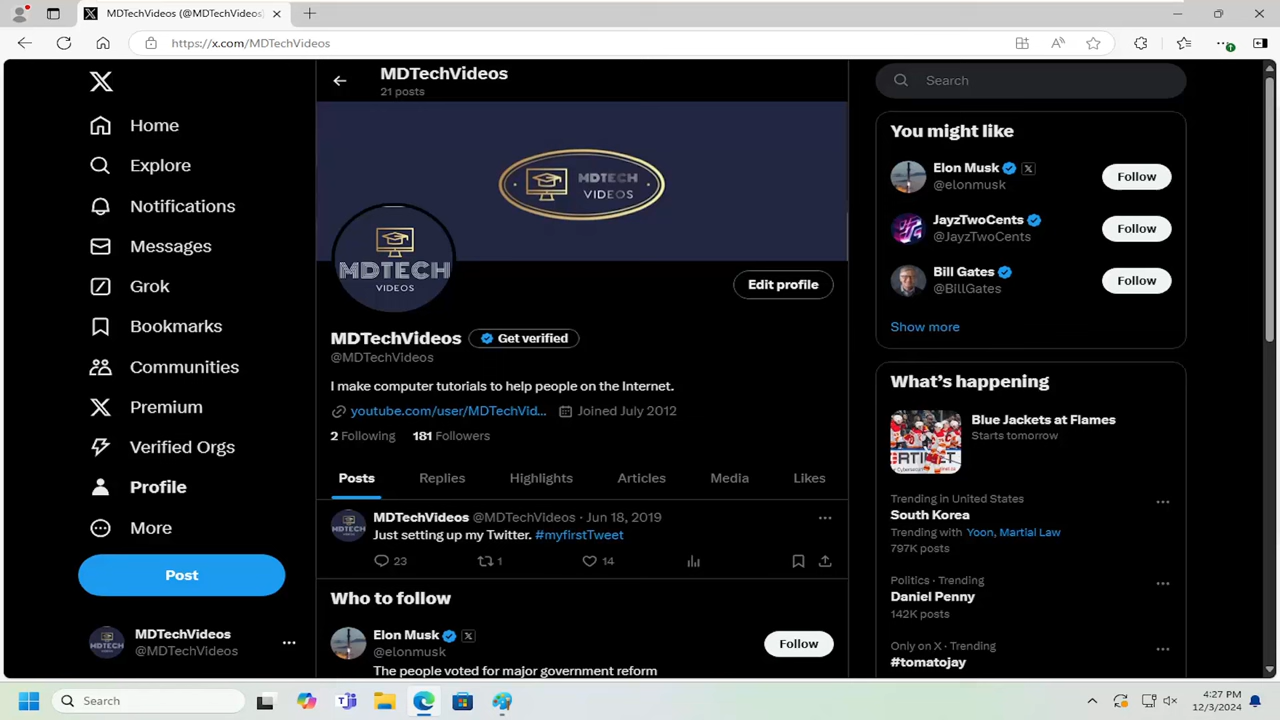 MDTechVideos (@MDTechVideos)
https://x.com/MDTechVideos
Home
Explore
Notifications
Messages
Grok
Bookmarks
Communities
Premium
Verified Orgs
Profile
More
Post
MDTechVideos
@MDTechVideos
MDTechVideos
21 posts
MDTECH
VIDEOS
MDTECH
VIDEOS
Edit profile
MDTechVideos Get verified
@MDTechVideos
I make computer tutorials to help people on the Internet.
youtube.com/user/MDTechVid... Joined July 2012
2 Following 181 Followers
Posts Replies Highlights Articles Media Likes
MDTechVideos @MDTechVideos · Jun 18, 2019
Just setting up my Twitter. #myfirstTweet
23 1 14
Who to follow
Elon Musk
@elonmusk
Follow
The people voted for major government reform
Search
You might like
Elon Musk
@elonmusk
Follow
JayzTwoCents
@JayzTwoCents
Follow
Bill Gates
@BillGates
Follow
Show more
What's happening
Blue Jackets at Flames
Starts tomorrow
Trending in United States
South Korea
Trending with Yoon, Martial Law
797K posts
Politics · Trending
Daniel Penny
142K posts
Only on X · Trending
#tomatojay
Search
4:27 PM
12/3/2024